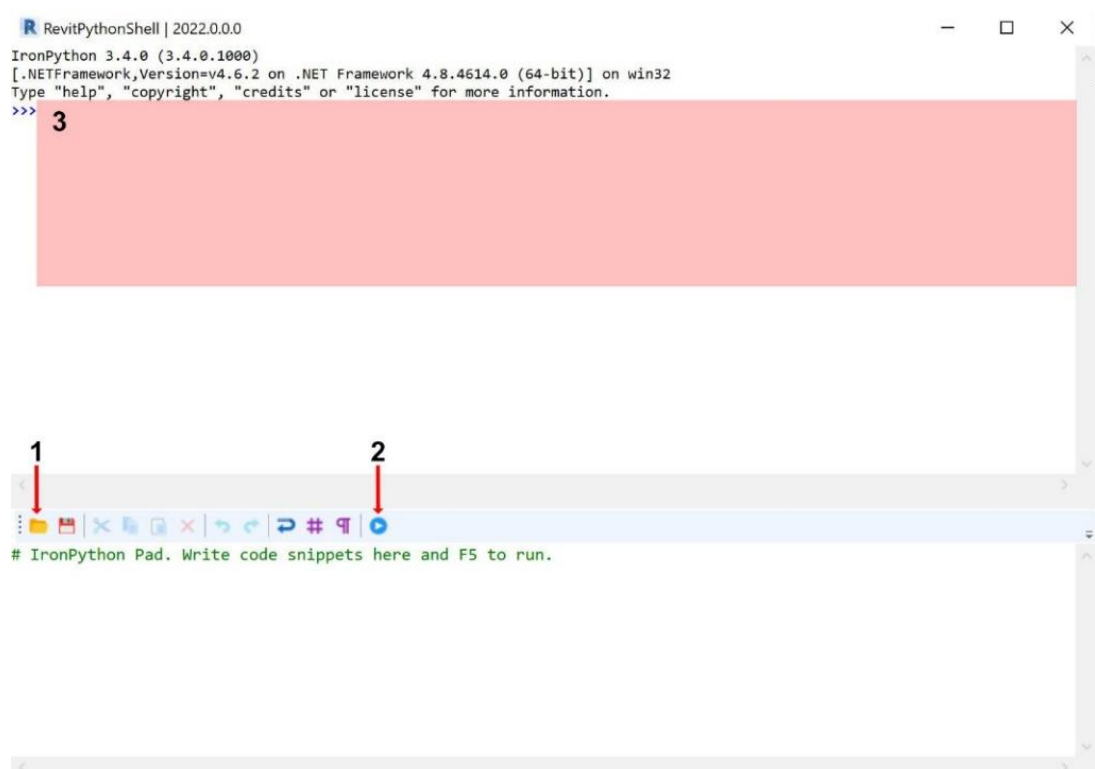 RevitPythonShell | 2022.0.0.0
IronPython 3.4.0 (3.4.0.1000)
[.NETFramework,Version=v4.6.2 on .NET Framework 4.8.4614.0 (64-bit)] on win32
Type "help", "copyright", "credits" or "license" for more information.
>>>
3
1 2
# IronPython Pad. Write code snippets here and F5 to run.